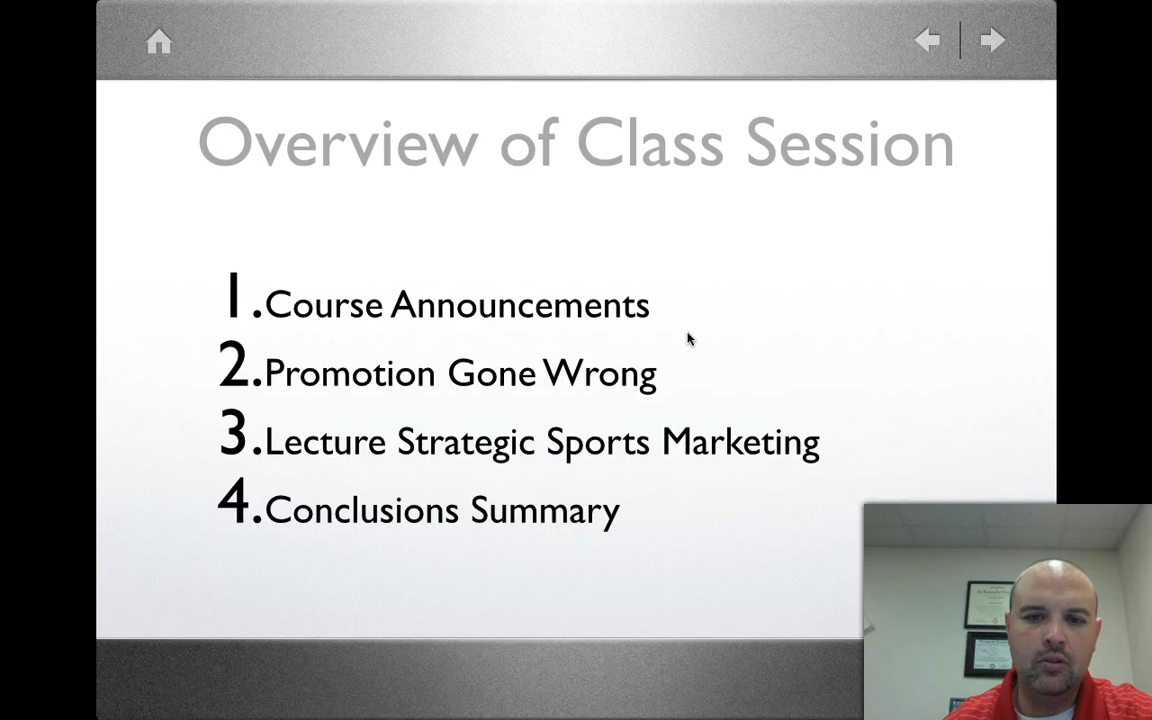 Overview of Class Session
1.Course Announcements
2.Promotion Gone Wrong
3.Lecture Strategic Sports Marketing
4.Conclusions Summary